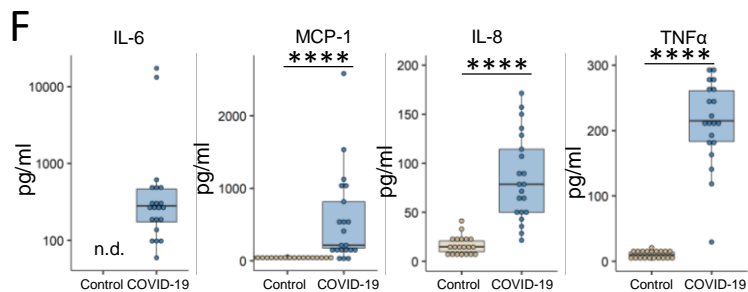 F
IL-6
MCP-1
IL-8
TNFα
****
****
****
pg/ml
10000
1000
100
n.d.
Control COVID-19
pg/ml
2000
1000
0
Control COVID-19
pg/ml
200
150
100
50
0
Control COVID-19
pg/ml
300
200
100
0
Control COVID-19